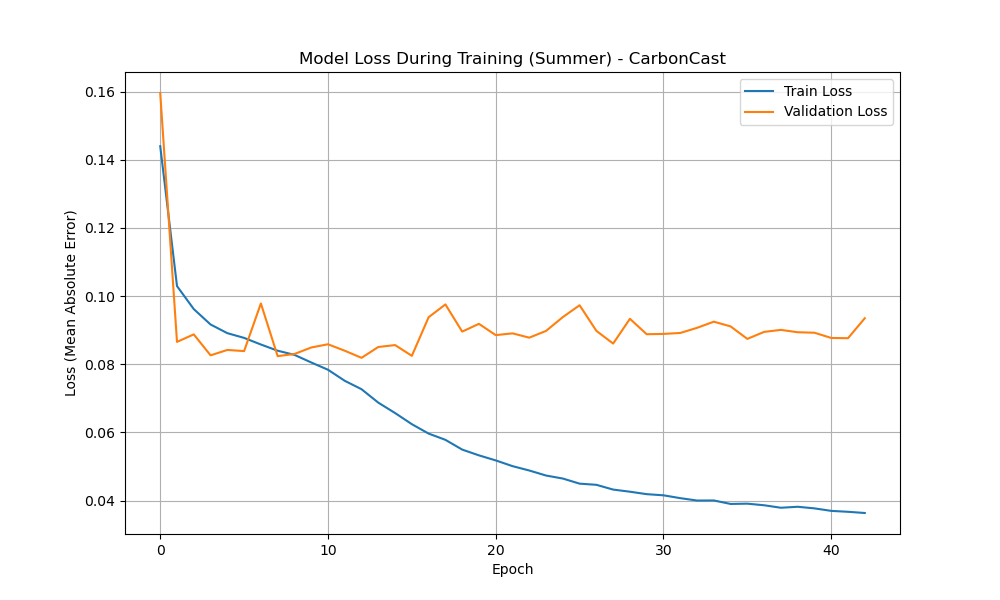 Model Loss During Training (Summer) - CarbonCast
Train Loss
Validation Loss
Loss (Mean Absolute Error)
0.16
0.14
0.12
0.10
0.08
0.06
0.04
0 10 20 30 40
Epoch